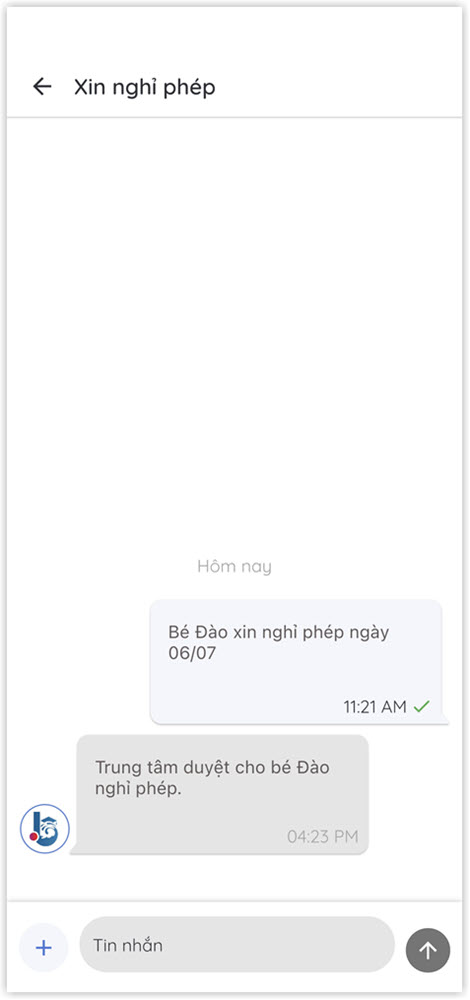 Xin nghỉ phép
Hôm nay
Bé Đào xin nghỉ phép ngày
06/07
11:21 AM
Trung tâm duyệt cho bé Đào
nghỉ phép.
04:23 PM
Tin nhắn